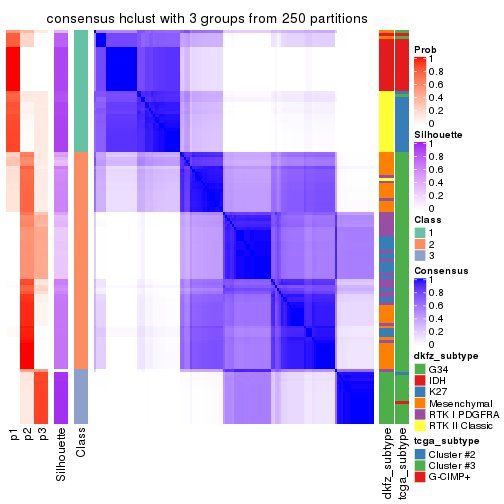 consensus hclust with 3 groups from 250 partitions
Prob
1
0.8
0.6
0.4
0.2
0
Silhouette
1
0.8
0.6
0.4
0.2
0
Class
1
2
3
Consensus
1
0.8
0.6
0.4
0.2
0
dkfz_subtype
G34
IDH
K27
Mesenchymal
RTK I PDGFRA
RTK II Classic
tcga_subtype
Cluster #2
Cluster #3
G-CIMP+
p1
p2
p3
Silhouette
Class
dkfz_subtype
tcga_subtype